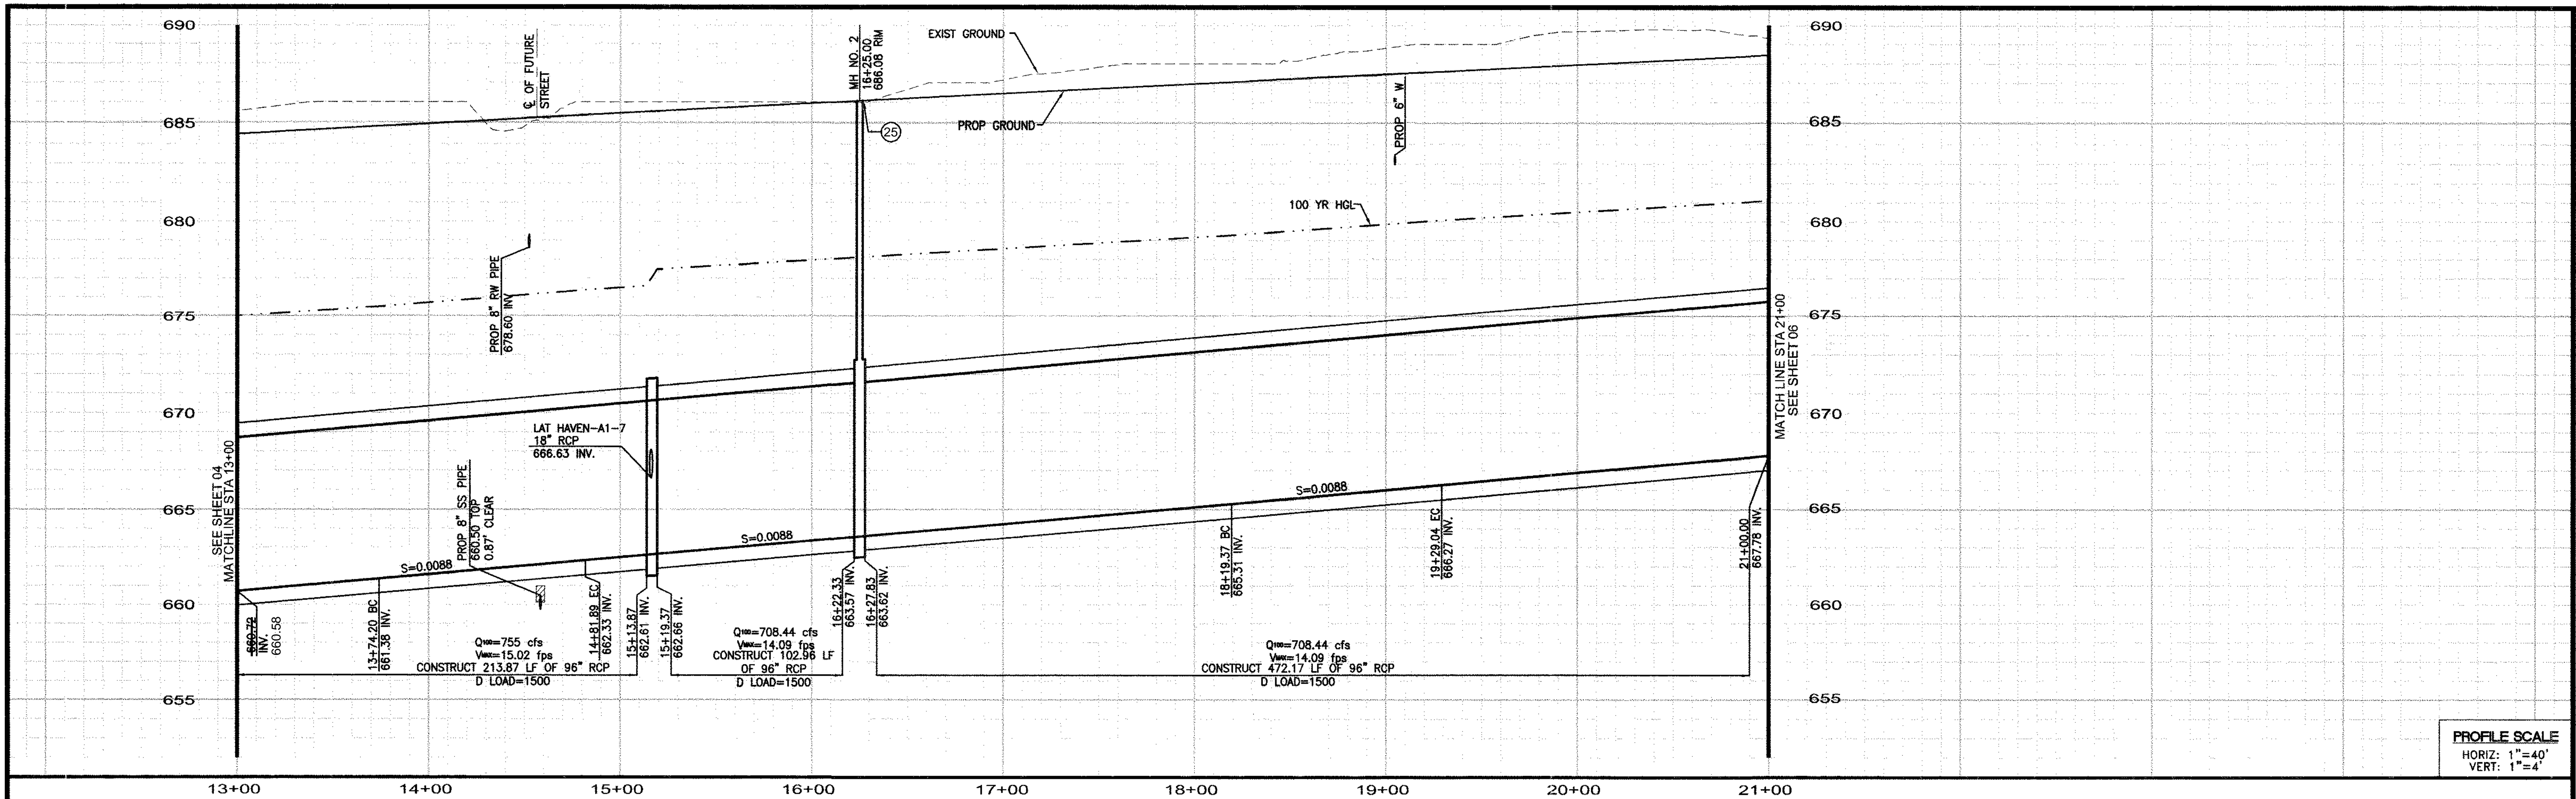 690
685
680
675
670
665
660
655
SEE SHEET 04
MATCHLINE STA 13+00
℄ OF FUTURE
STREET
MH NO. 2
16+25.00
686.08 RIM
EXIST GROUND
25
PROP GROUND
PROP 6" W
100 YR HGL
PROP 8" RW PIPE
678.60 INV
LAT HAVEN-A1-7
18" RCP
666.63 INV.
PROP 8" SS PIPE
660.50 TOP
0.87' CLEAR
S=0.0088
S=0.0088
S=0.0088
660.72
INV.
660.58
13+74.20 BC
661.38 INV.
14+81.89 EC
662.33 INV.
15+13.87
662.61 INV.
15+19.37
662.66 INV.
16+22.33
663.57 INV.
16+27.83
663.62 INV.
18+19.37 BC
665.31 INV.
19+29.04 EC
666.27 INV.
21+00.00
667.78 INV.
Q100=755 cfs
VMAX=15.02 fps
CONSTRUCT 213.87 LF OF 96" RCP
D LOAD=1500
Q100=708.44 cfs
VMAX=14.09 fps
CONSTRUCT 102.96 LF
OF 96" RCP
D LOAD=1500
Q100=708.44 cfs
VMAX=14.09 fps
CONSTRUCT 472.17 LF OF 96" RCP
D LOAD=1500
MATCH LINE STA 21+00
SEE SHEET 06
690
685
680
675
670
665
660
655
PROFILE SCALE
HORIZ: 1"=40'
VERT: 1"=4'
13+00
14+00
15+00
16+00
17+00
18+00
19+00
20+00
21+00